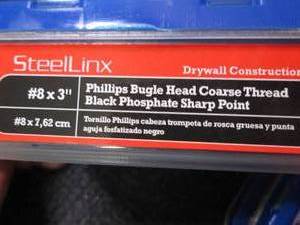 SteelLinx
Drywall Construction
#8 x 3"
Phillips Bugle Head Coarse Thread
Black Phosphate Sharp Point
#8 x 7,62 cm
Tornillo Phillips cabeza trompeta de rosca gruesa y punta
aguja fosfatizado negro